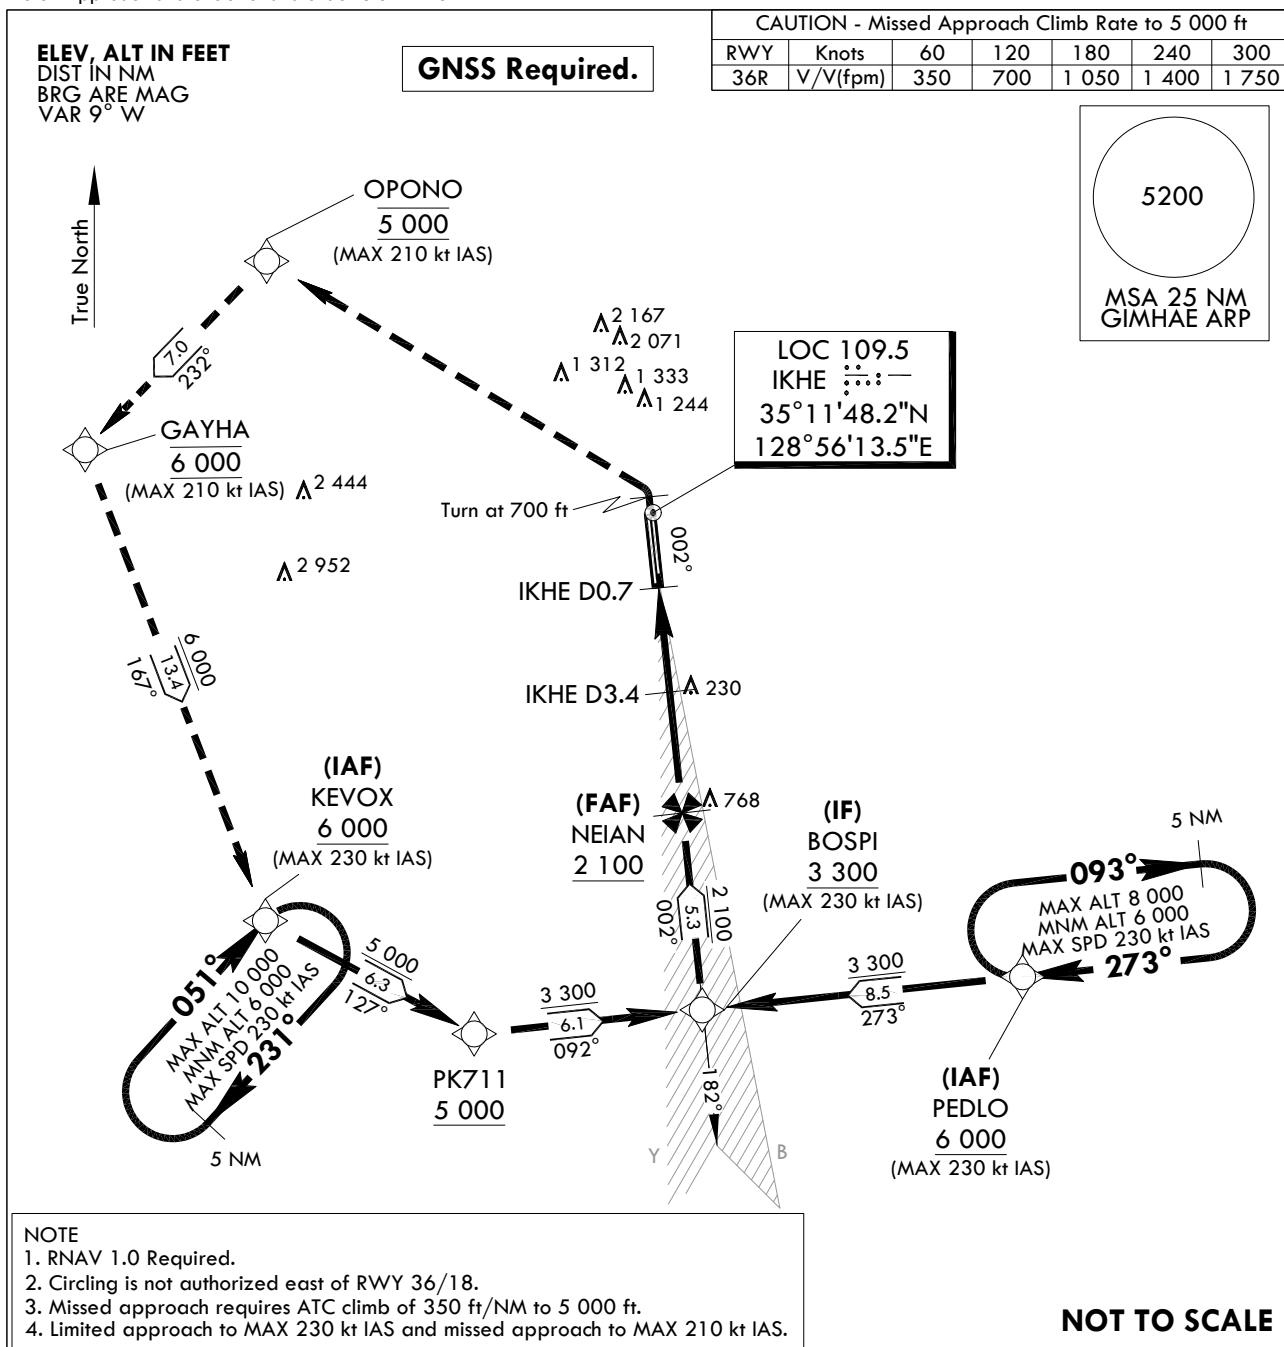 ELEV, ALT IN FEET
DIST IN NM
BRG ARE MAG
VAR 9° W
GNSS Required.
CAUTION - Missed Approach Climb Rate to 5 000 ft
RWY Knots 60 120 180 240 300
36R V/V(fpm) 350 700 1 050 1 400 1 750
5200
MSA 25 NM
GIMHAE ARP
True North
OPONO
5 000
(MAX 210 kt IAS)
7.0
232°
GAYHA
6 000
(MAX 210 kt IAS)
2 444
2 952
2 167
2 071
1 312
1 333
1 244
LOC 109.5
IKHE
35°11'48.2"N
128°56'13.5"E
Turn at 700 ft
002°
IKHE D0.7
IKHE D3.4
230
6 000
13.4
167°
(IAF)
KEVOX
6 000
(MAX 230 kt IAS)
(FAF)
NEIAN
2 100
768
(IF)
BOSPI
3 300
(MAX 230 kt IAS)
2 100
5.3
002°
5 NM
093°
MAX ALT 8 000
MNM ALT 6 000
MAX SPD 230 kt IAS
273°
3 300
8.5
273°
051°
MAX ALT 10 000
MNM ALT 6 000
MAX SPD 230 kt IAS
231°
5 NM
5 000
6.3
127°
3 300
6.1
092°
PK711
5 000
182°
Y
B
(IAF)
PEDLO
6 000
(MAX 230 kt IAS)
NOTE
1. RNAV 1.0 Required.
2. Circling is not authorized east of RWY 36/18.
3. Missed approach requires ATC climb of 350 ft/NM to 5 000 ft.
4. Limited approach to MAX 230 kt IAS and missed approach to MAX 210 kt IAS.
NOT TO SCALE